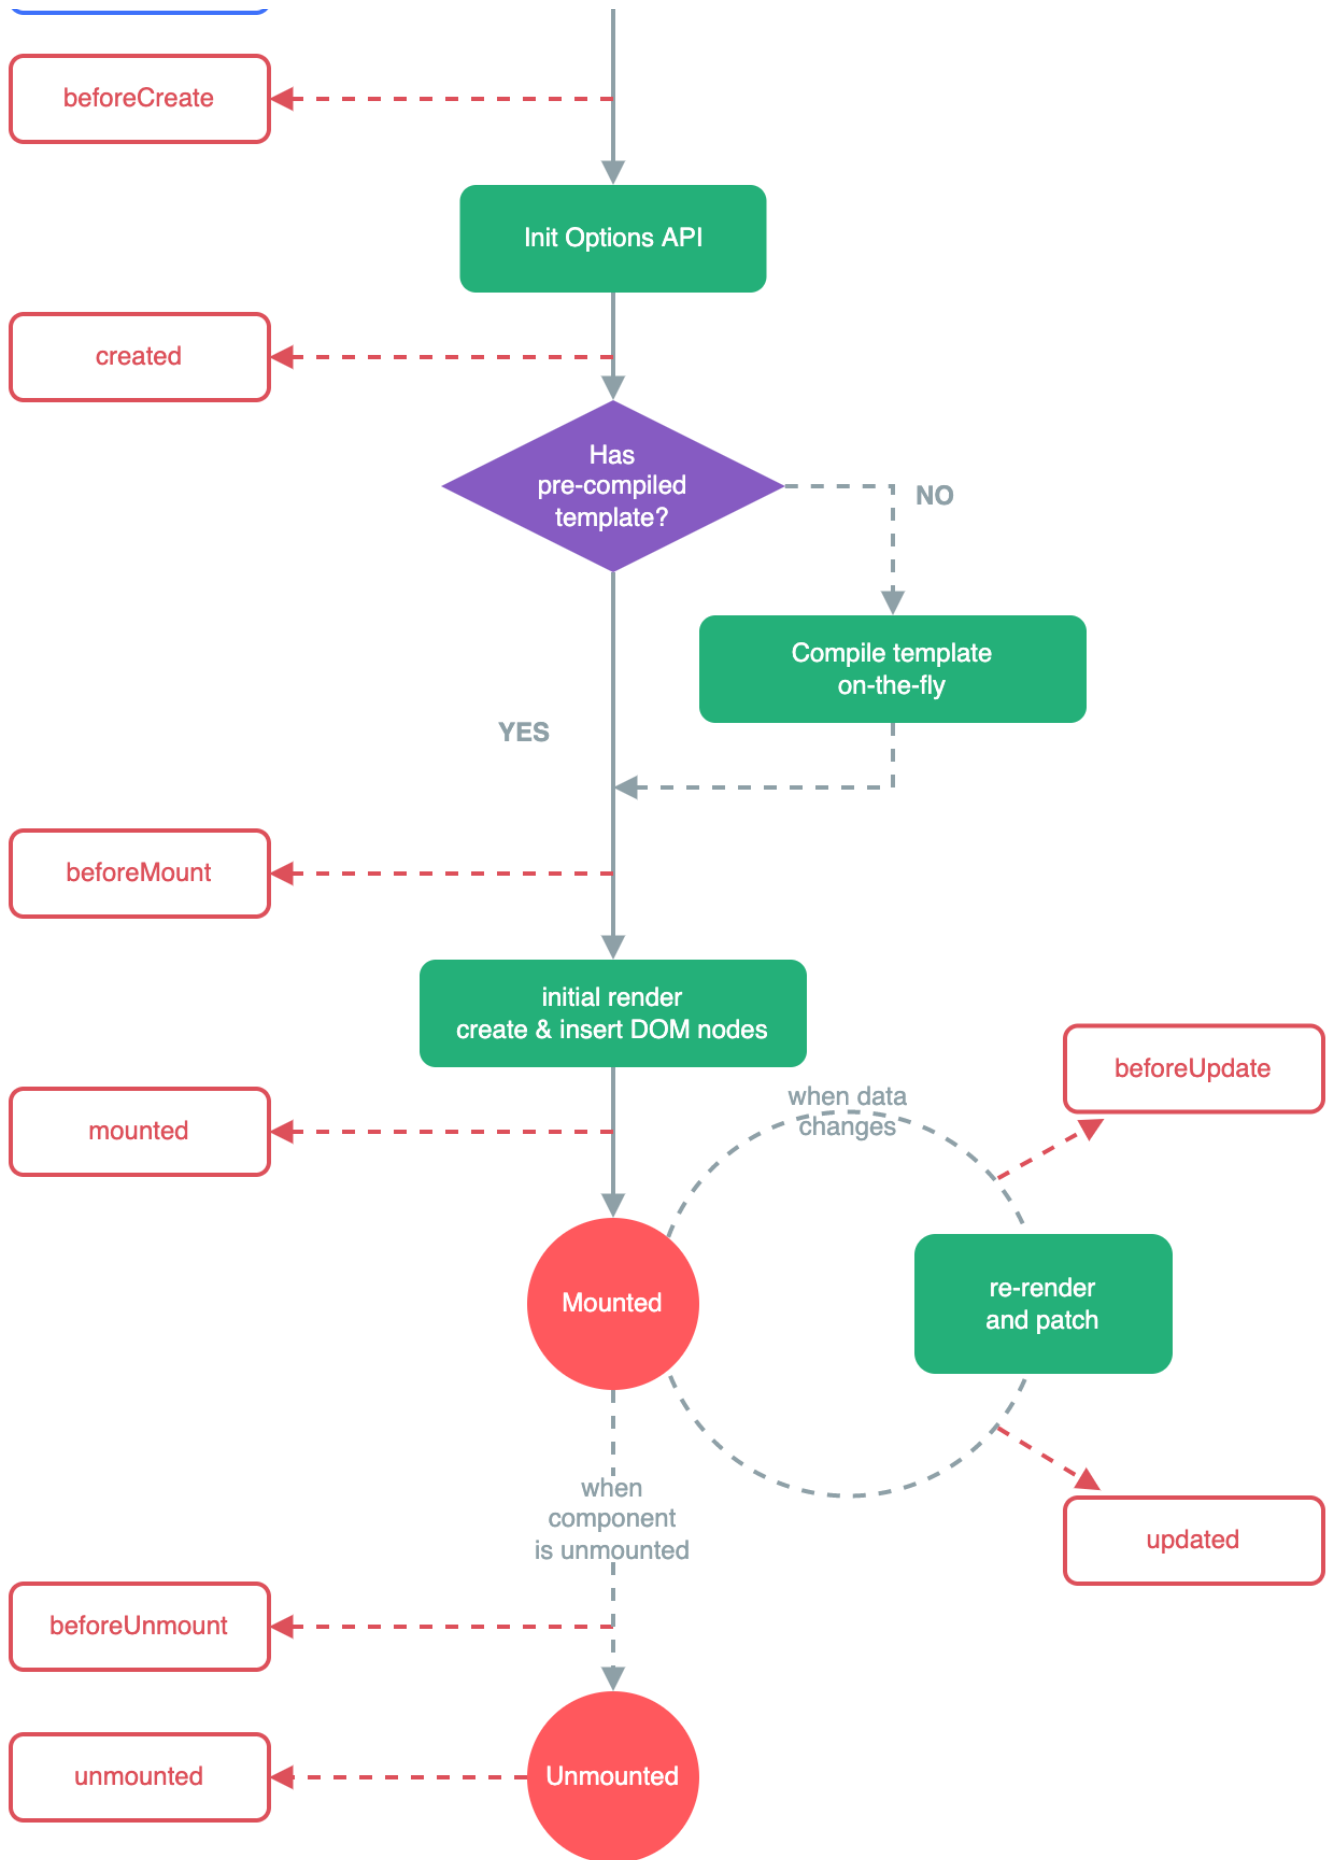 beforeCreate
Init Options API
created
Has
pre-compiled
template?
NO
Compile template
on-the-fly
YES
beforeMount
initial render
create & insert DOM nodes
beforeUpdate
when data
changes
mounted
Mounted
re-render
and patch
when
component
is unmounted
updated
beforeUnmount
unmounted
Unmounted